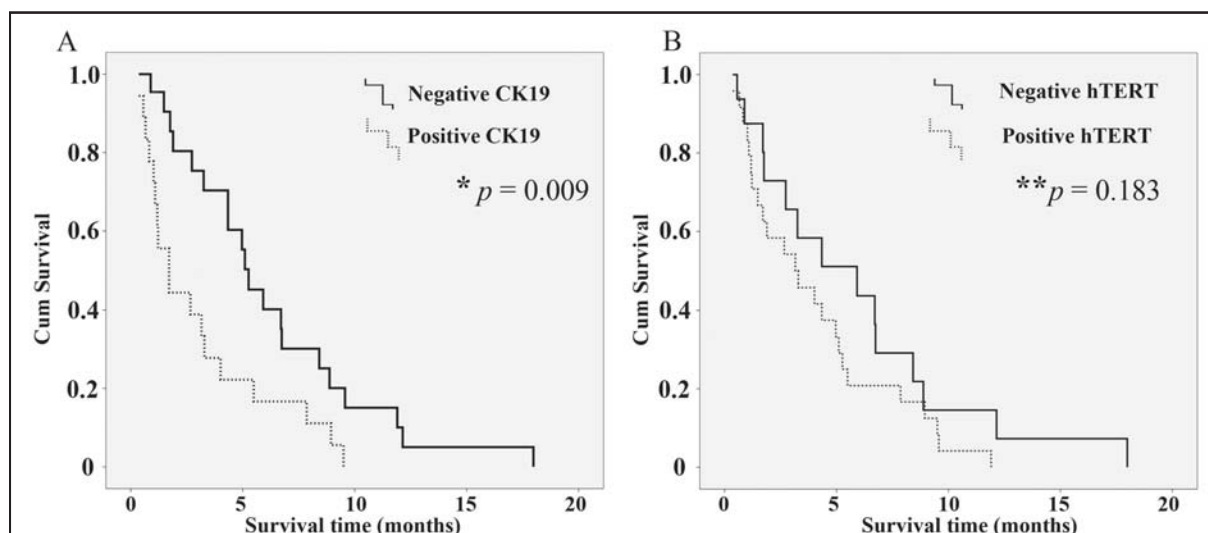 A
Cum Survival
1.0
0.8
0.6
0.4
0.2
0
Negative CK19
Positive CK19
* p = 0.009
0 5 10 15 20
Survival time (months)
B
Cum Survival
1.0
0.8
0.6
0.4
0.2
0
Negative hTERT
Positive hTERT
**p = 0.183
0 5 10 15 20
Survival time (months)